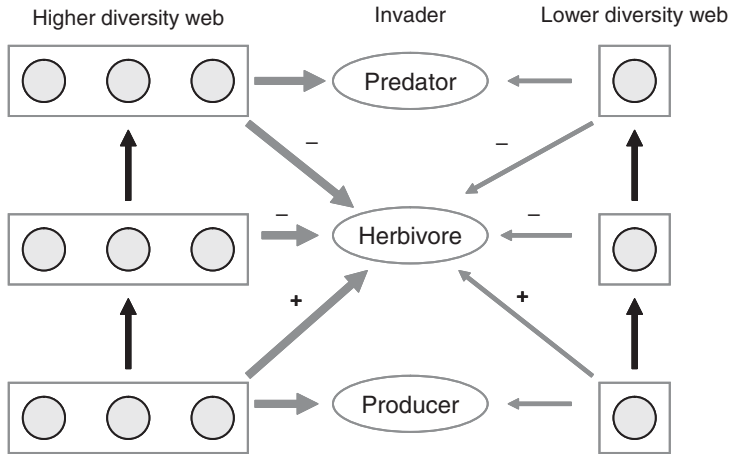 Higher diversity web
Invader
Lower diversity web
Predator
–
–
–
Herbivore
–
+
+
Producer